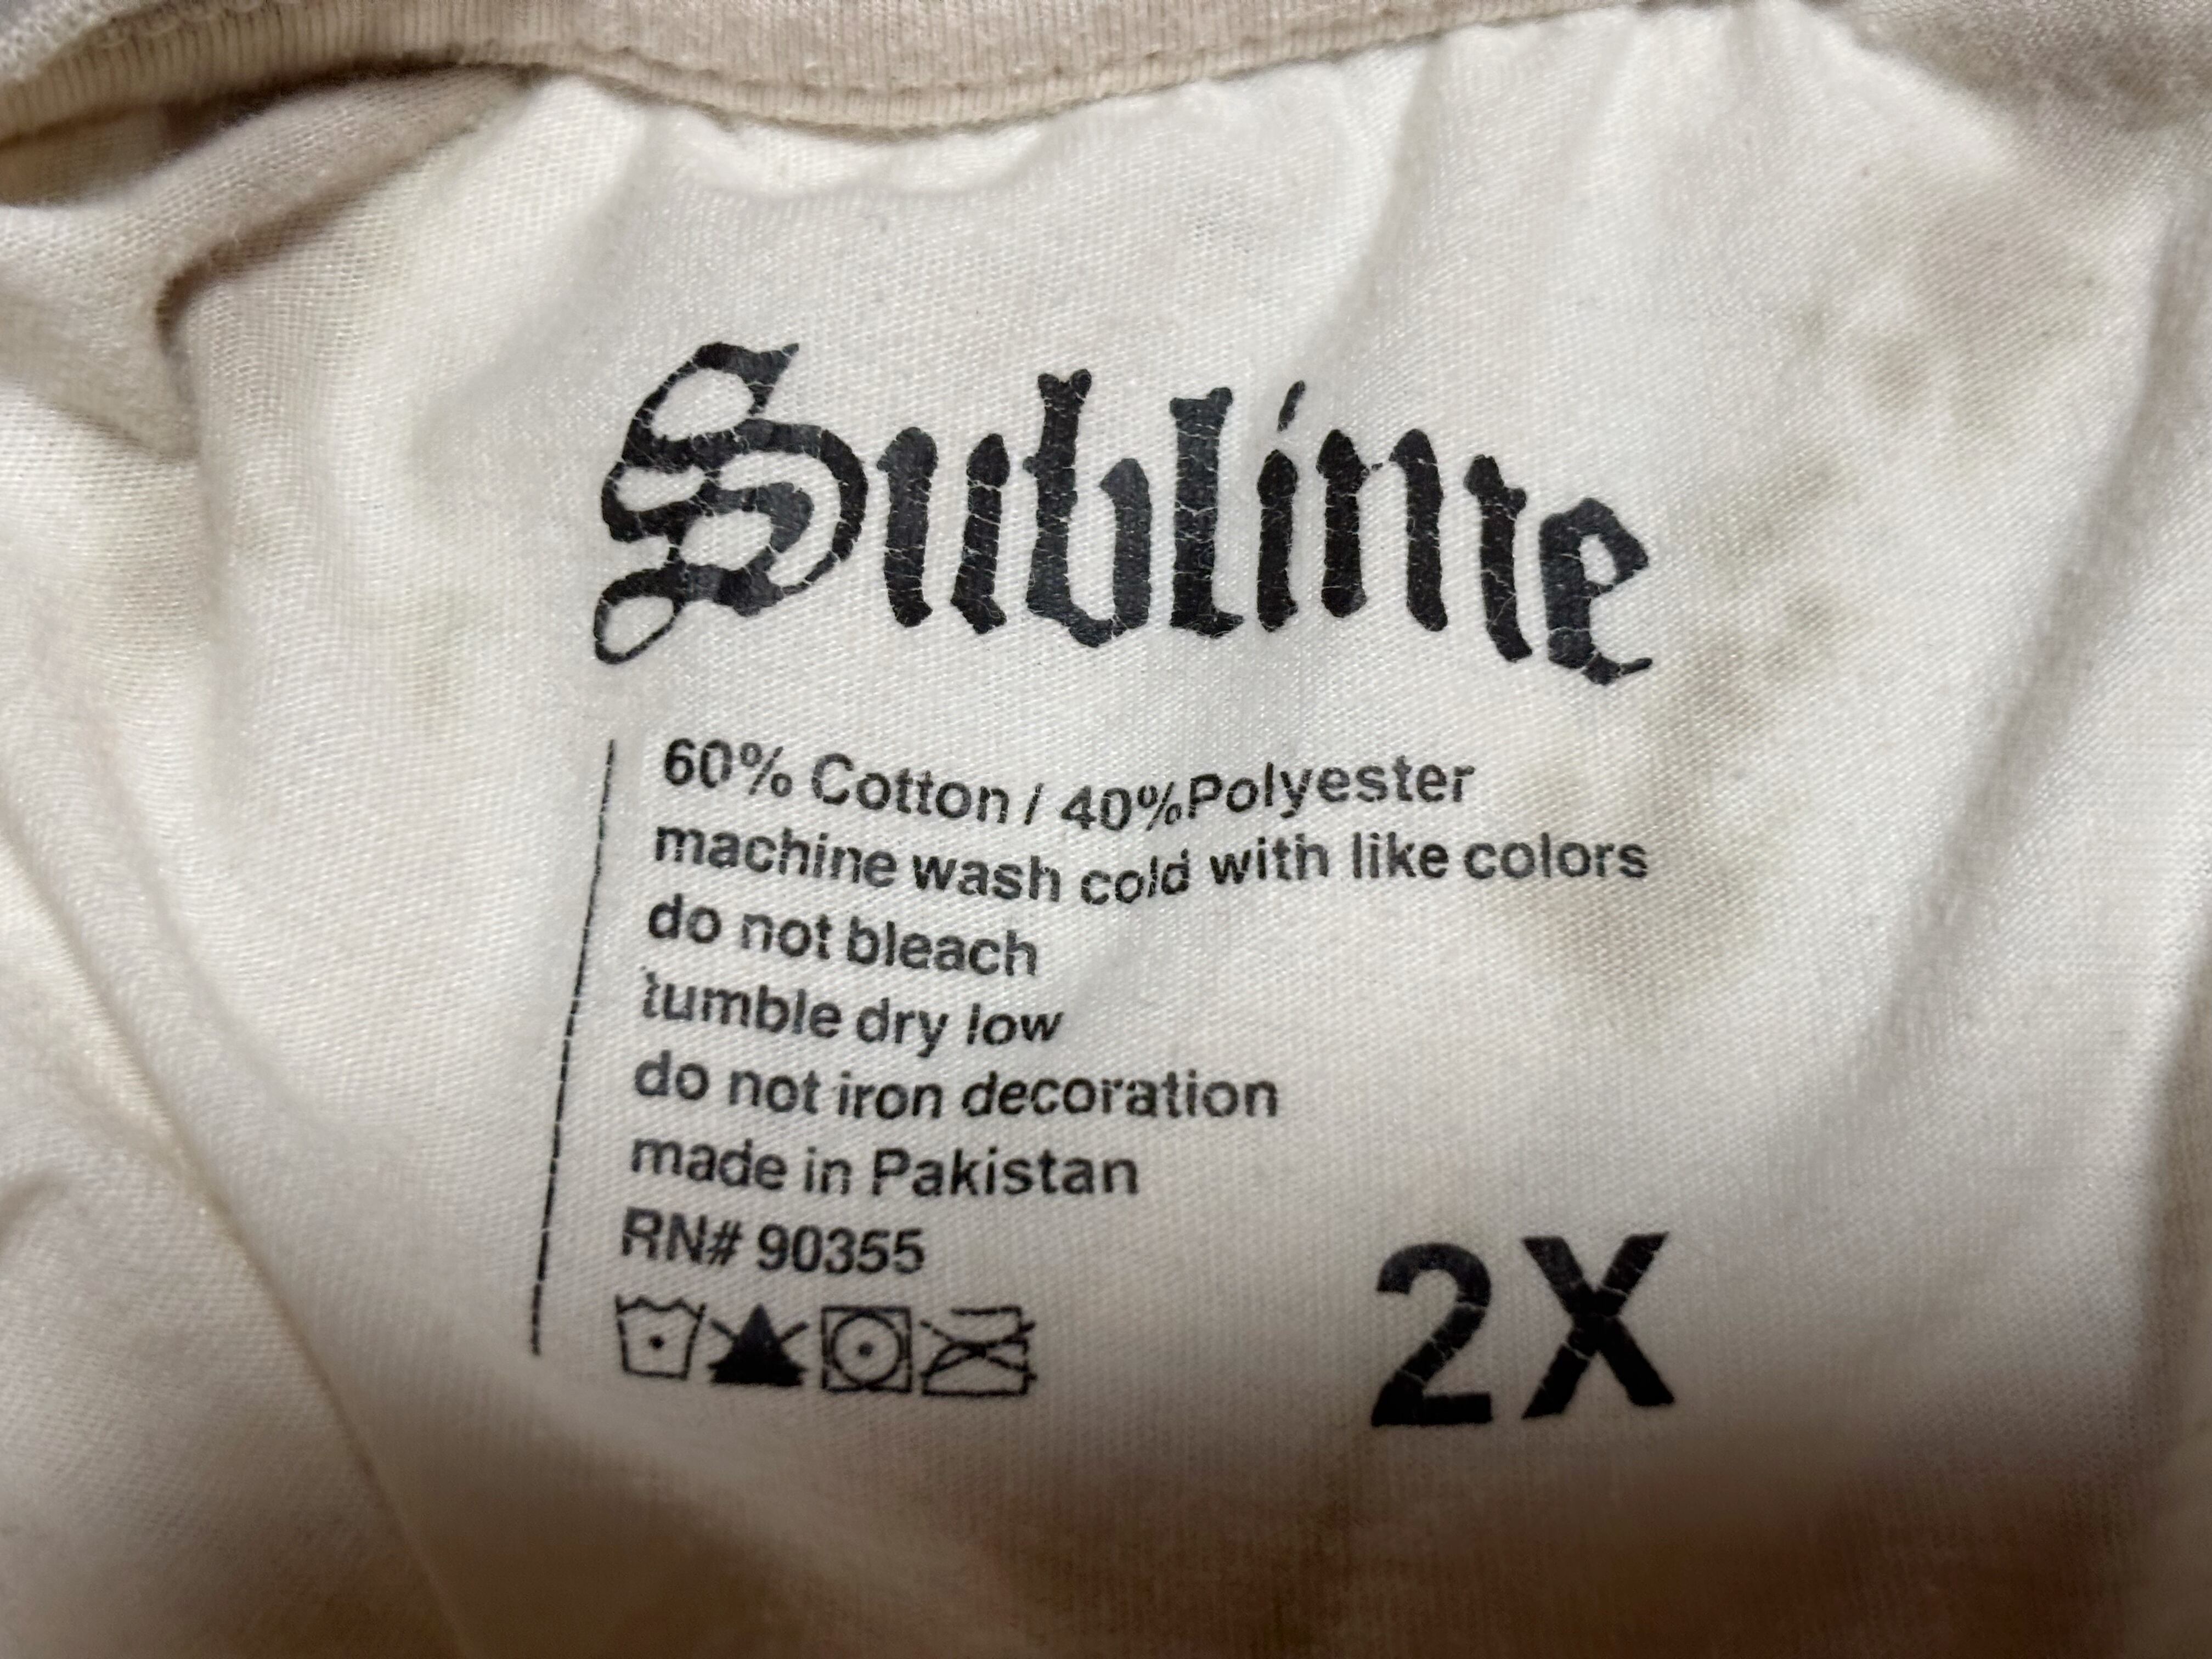 Sublime
60% Cotton / 40%Polyester
machine wash cold with like colors
do not bleach
tumble dry low
do not iron decoration
made in Pakistan
RN# 90355
2X